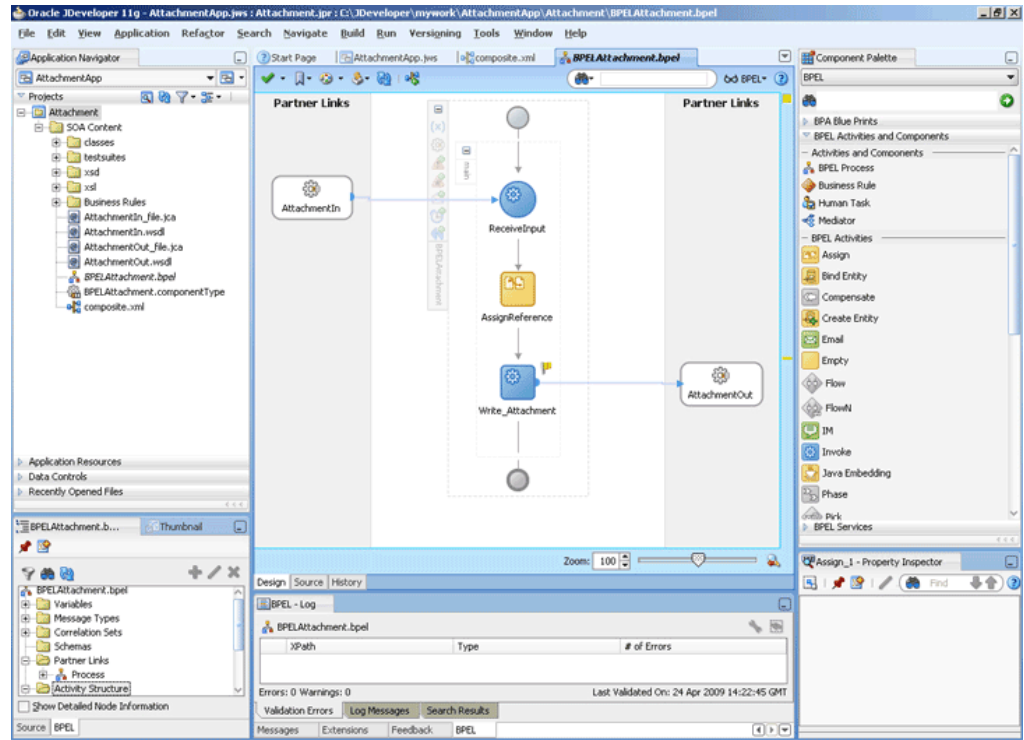 Oracle JDeveloper 11g - AttachmentApp.jws : Attachment.jpr : C:\JDeveloper\mywork\AttachmentApp\Attachment\BPELAttachment.bpel
File Edit View Application Refactor Search Navigate Build Run Versioning Tools Window Help
Application Navigator
AttachmentApp
Projects
Attachment
SOA Content
classes
testsuites
xsd
xsl
Business Rules
AttachmentIn_file.jca
AttachmentIn.wsdl
AttachmentOut_file.jca
AttachmentOut.wsdl
BPELAttachment.bpel
BPELAttachment.componentType
composite.xml
Application Resources
Data Controls
Recently Opened Files
BPELAttachment.b... Thumbnail
BPELAttachment.bpel
Variables
Message Types
Correlation Sets
Schemas
Partner Links
Process
Activity Structure
Show Detailed Node Information
Source BPEL
Start Page AttachmentApp.jws composite.xml BPELAttachment.bpel
BPEL
Partner Links
Partner Links
main
BPELAttachment
AttachmentIn
ReceiveInput
AssignReference
Write_Attachment
AttachmentOut
Zoom: 100
Design Source History
BPEL - Log
BPELAttachment.bpel
XPath Type # of Errors
Errors: 0 Warnings: 0 Last Validated On: 24 Apr 2009 14:22:45 GMT
Validation Errors Log Messages Search Results
Messages Extensions Feedback BPEL
Component Palette
BPEL
BPA Blue Prints
BPEL Activities and Components
Activities and Components
BPEL Process
Business Rule
Human Task
Mediator
BPEL Activities
Assign
Bind Entity
Compensate
Create Entity
Email
Empty
Flow
FlowN
IM
Invoke
Java Embedding
Phase
Pick
BPEL Services
Assign_1 - Property Inspector
Find